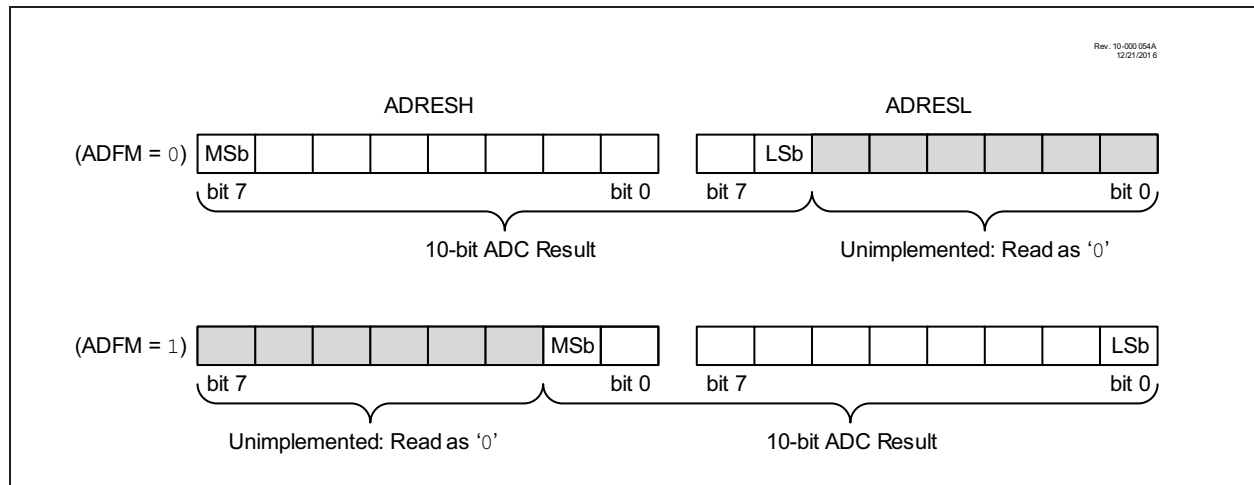 Rev. 10-000 054A
12/21/201 6
ADRESH ADRESL
(ADFM = 0) MSb LSb
bit 7 bit 0 bit 7 bit 0
10-bit ADC Result Unimplemented: Read as ‘0’
(ADFM = 1) MSb LSb
bit 7 bit 0 bit 7 bit 0
Unimplemented: Read as ‘0’ 10-bit ADC Result